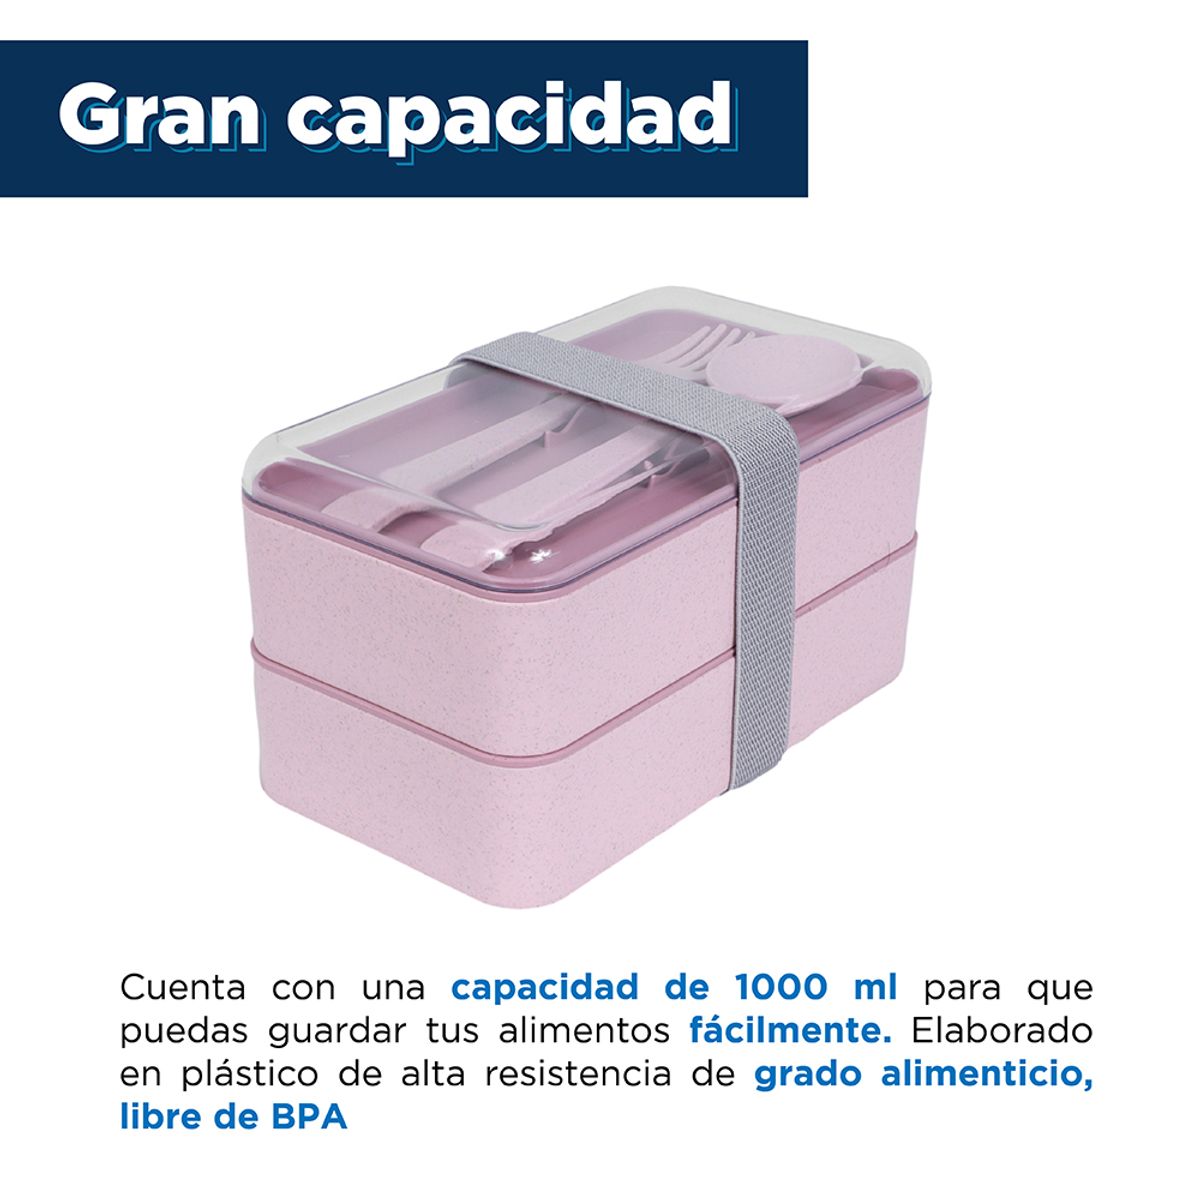 Gran capacidad
Cuenta con una capacidad de 1000 ml para que
puedas guardar tus alimentos fácilmente. Elaborado
en plástico de alta resistencia de grado alimenticio,
libre de BPA